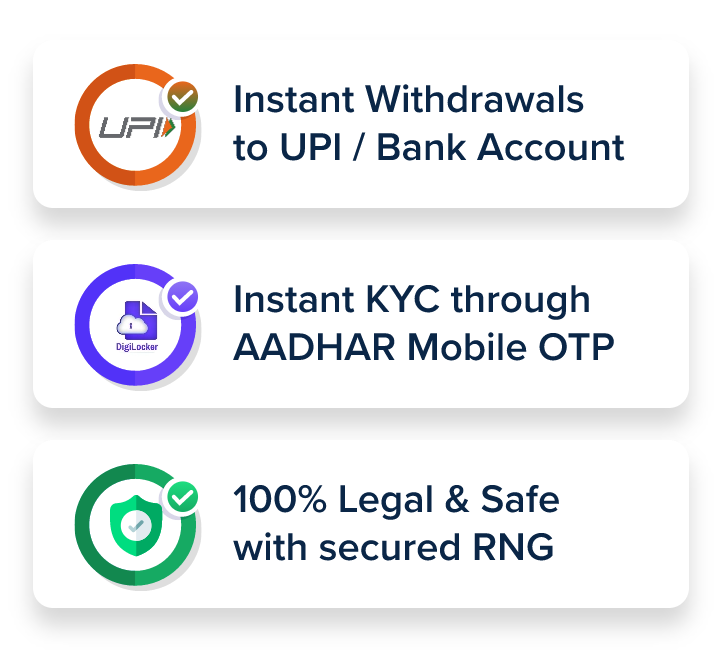 UPI
Instant Withdrawals
to UPI / Bank Account
DigiLocker
Instant KYC through
AADHAR Mobile OTP
100% Legal & Safe
with secured RNG